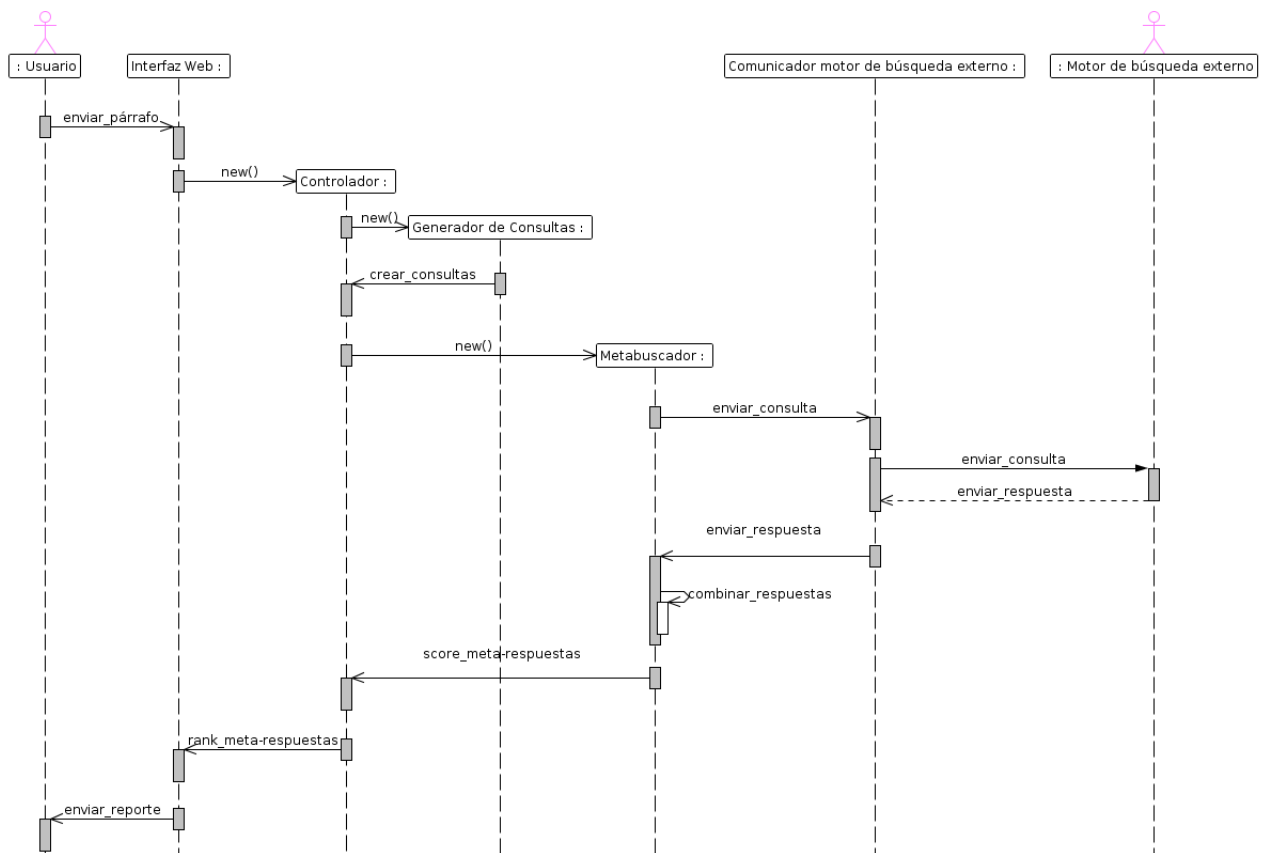 : Usuario
Interfaz Web :
Comunicador motor de búsqueda externo :
: Motor de búsqueda externo
enviar_párrafo
new()
Controlador :
new()
Generador de Consultas :
crear_consultas
new()
Metabuscador :
enviar_consulta
enviar_consulta
enviar_respuesta
enviar_respuesta
combinar_respuestas
score_meta-respuestas
rank_meta-respuestas
enviar_reporte